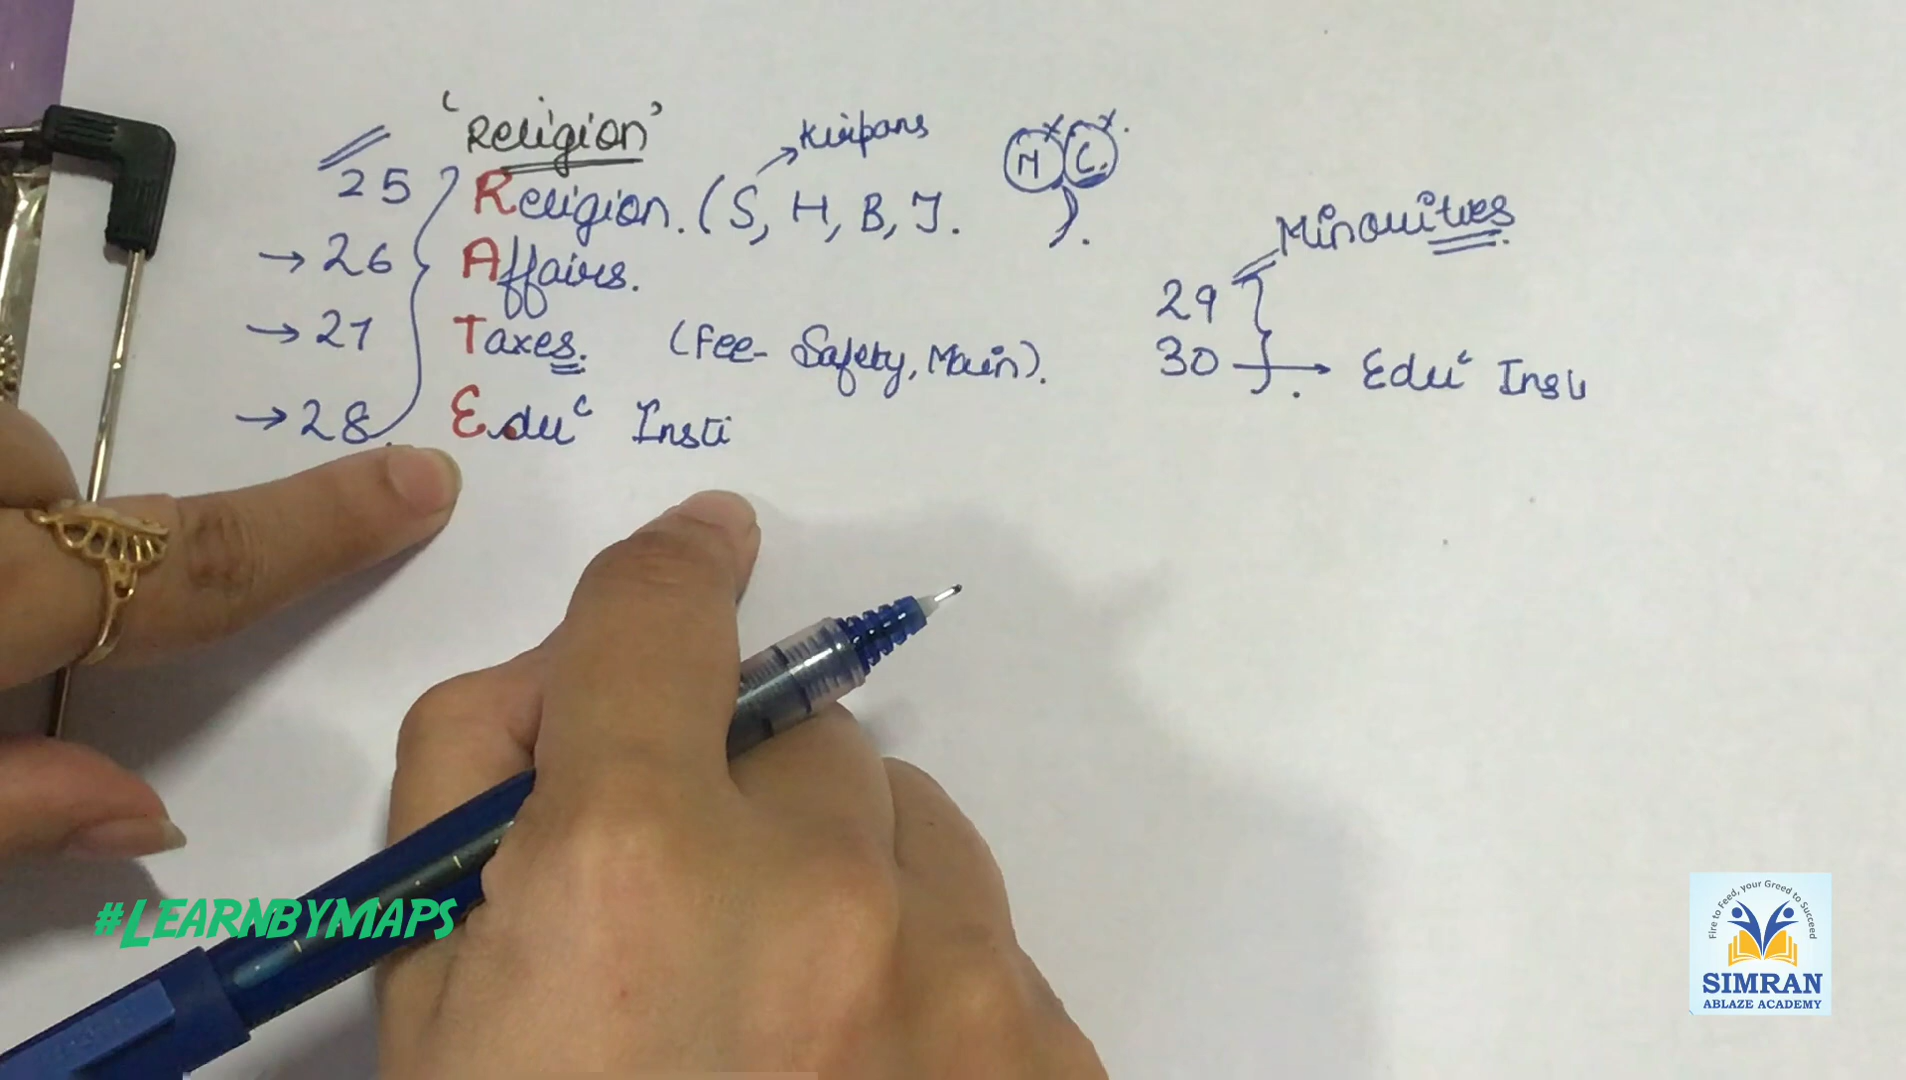 'Religion'
25 Religion. (S, H, B, J. M C. ).
Kirpans
→ 26 Affairs.
→ 27 Taxes. (Fee- Safety, Main).
→ 28. Educ Insti
Minorities
29
30 → Educ Insti
#LEARNBYMAPS
Fire to Feed, your Greed to Succeed
SIMRAN
ABLAZE ACADEMY